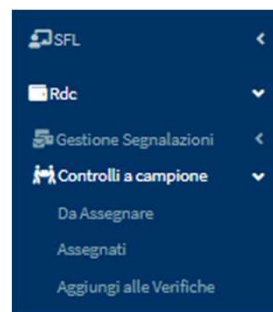 SFL
Rdc
Gestione Segnalazioni
Controlli a campione
Da Assegnare
Assegnati
Aggiungi alle Verifiche